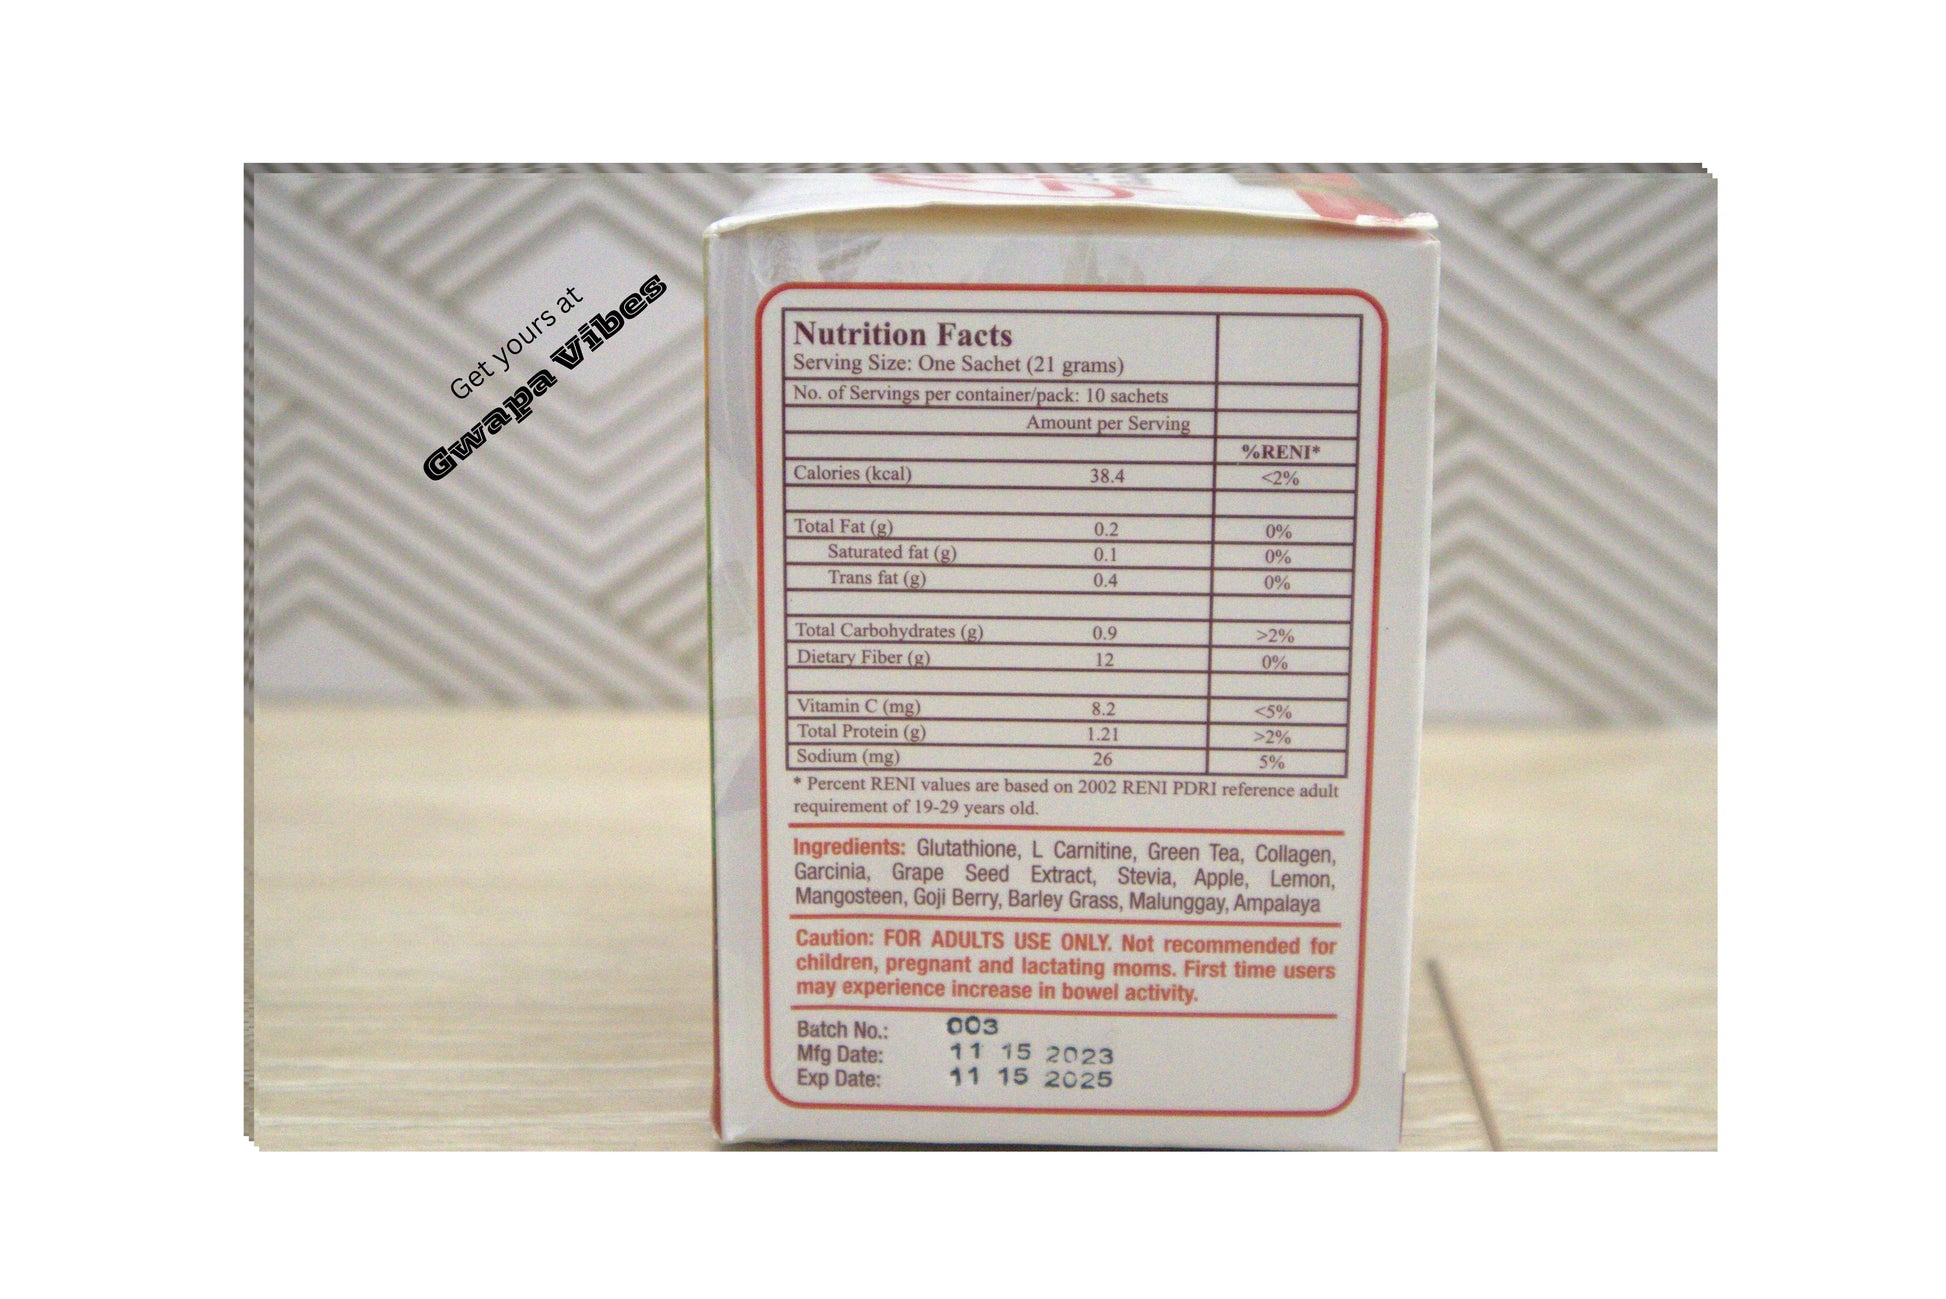 Get yours at
Gwapa Vibes
Nutrition Facts
Serving Size: One Sachet (21 grams)
No. of Servings per container/pack: 10 sachets
Amount per Serving
%RENI*
Calories (kcal) 38.4 <2%
Total Fat (g) 0.2 0%
Saturated fat (g) 0.1 0%
Trans fat (g) 0.4 0%
Total Carbohydrates (g) 0.9 >2%
Dietary Fiber (g) 12 0%
Vitamin C (mg) 8.2 <5%
Total Protein (g) 1.21 >2%
Sodium (mg) 26 5%
* Percent RENI values are based on 2002 RENI PDRI reference adult
requirement of 19-29 years old.
Ingredients: Glutathione, L Carnitine, Green Tea, Collagen,
Garcinia, Grape Seed Extract, Stevia, Apple, Lemon,
Mangosteen, Goji Berry, Barley Grass, Malunggay, Ampalaya
Caution: FOR ADULTS USE ONLY. Not recommended for
children, pregnant and lactating moms. First time users
may experience increase in bowel activity.
Batch No.: 003
Mfg Date: 11 15 2023
Exp Date: 11 15 2025